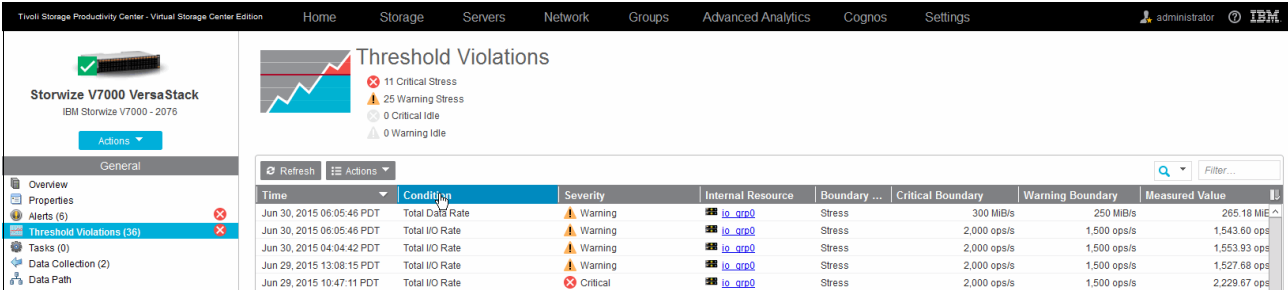 Tivoli Storage Productivity Center - Virtual Storage Center Edition Home Storage Servers Network Groups Advanced Analytics Cognos Settings administrator IBM
Storwize V7000 VersaStack
IBM Storwize V7000 - 2076
Actions
General
Overview
Properties
Alerts (6)
Threshold Violations (36)
Tasks (0)
Data Collection (2)
Data Path
Threshold Violations
11 Critical Stress
25 Warning Stress
0 Critical Idle
0 Warning Idle
Refresh Actions Filter...
Time Condition Severity Internal Resource Boundary ... Critical Boundary Warning Boundary Measured Value
Jun 30, 2015 06:05:46 PDT Total Data Rate Warning io_grp0 Stress 300 MiB/s 250 MiB/s 265.18 MiB
Jun 30, 2015 06:05:46 PDT Total I/O Rate Warning io_grp0 Stress 2,000 ops/s 1,500 ops/s 1,543.60 ops
Jun 30, 2015 04:04:42 PDT Total I/O Rate Warning io_grp0 Stress 2,000 ops/s 1,500 ops/s 1,553.93 ops
Jun 29, 2015 13:08:15 PDT Total I/O Rate Warning io_grp0 Stress 2,000 ops/s 1,500 ops/s 1,527.68 ops
Jun 29, 2015 10:47:11 PDT Total I/O Rate Critical io_grp0 Stress 2,000 ops/s 1,500 ops/s 2,229.67 ops